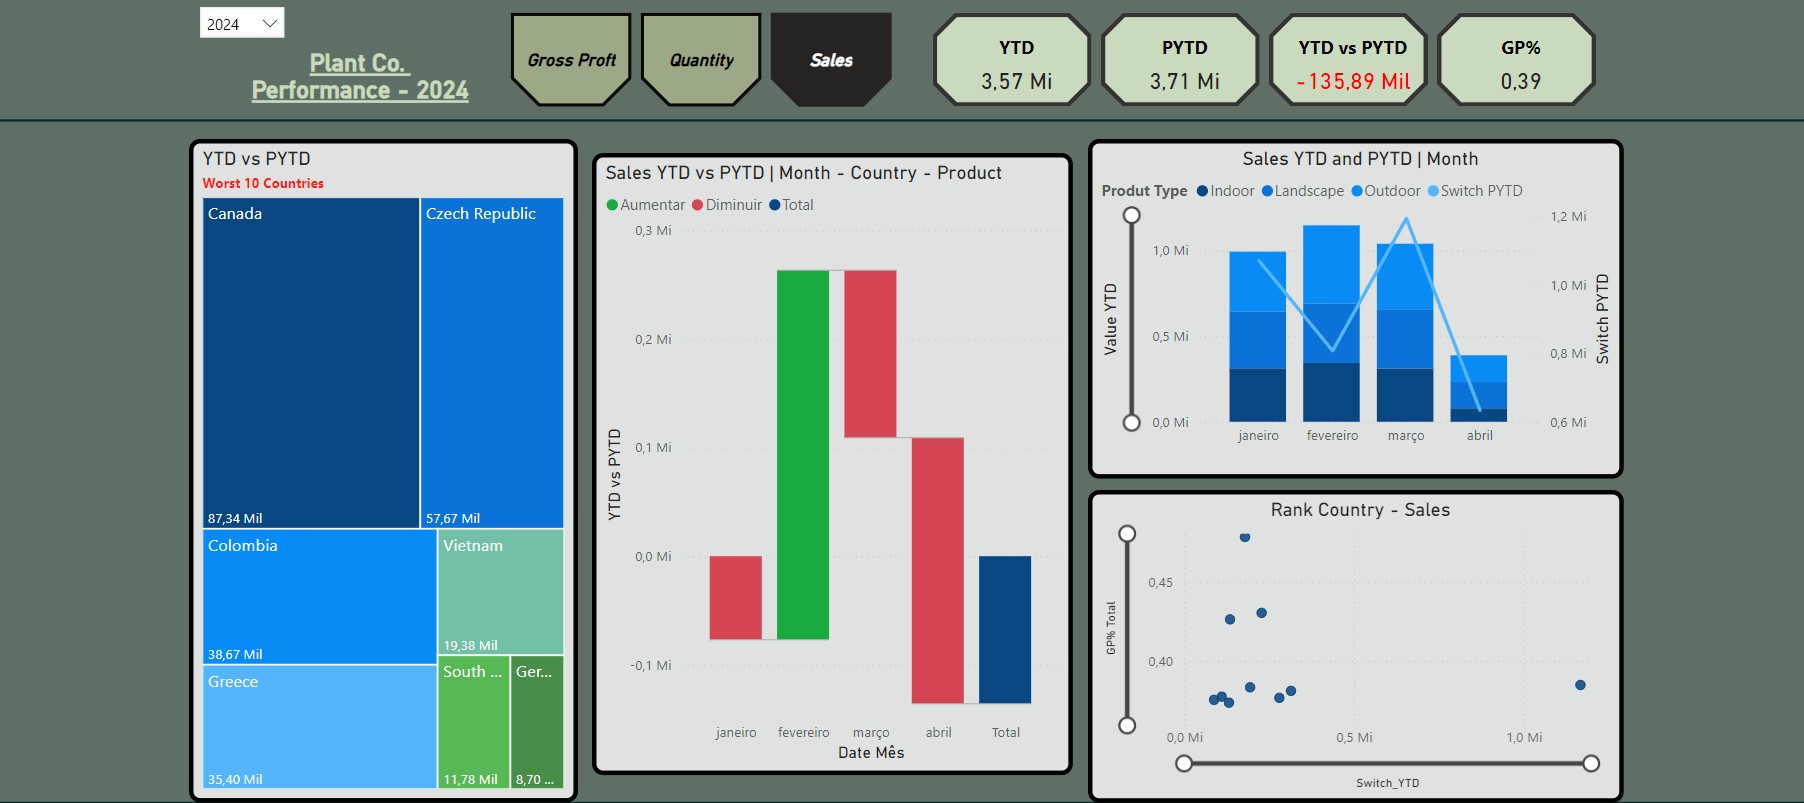 2024
Plant Co.
Performance - 2024
Gross Proft
Quantity
Sales
YTD
3,57 Mi
PYTD
3,71 Mi
YTD vs PYTD
-135,89 Mil
GP%
0,39
YTD vs PYTD
Worst 10 Countries
Canada
87,34 Mil
Czech Republic
57,67 Mil
Colombia
38,67 Mil
Vietnam
19,38 Mil
Greece
35,40 Mil
South ...
11,78 Mil
Ger...
8,70 ...
Sales YTD vs PYTD | Month - Country - Product
Aumentar Diminuir Total
YTD vs PYTD
0,3 Mi
0,2 Mi
0,1 Mi
0,0 Mi
-0,1 Mi
janeiro fevereiro março abril Total
Date Mês
Sales YTD and PYTD | Month
Produt Type Indoor Landscape Outdoor Switch PYTD
Value YTD
1,0 Mi
0,5 Mi
0,0 Mi
1,2 Mi
1,0 Mi
0,8 Mi
0,6 Mi
Switch PYTD
janeiro fevereiro março abril
Rank Country - Sales
GP% Total
0,45
0,40
0,0 Mi 0,5 Mi 1,0 Mi
Switch_YTD